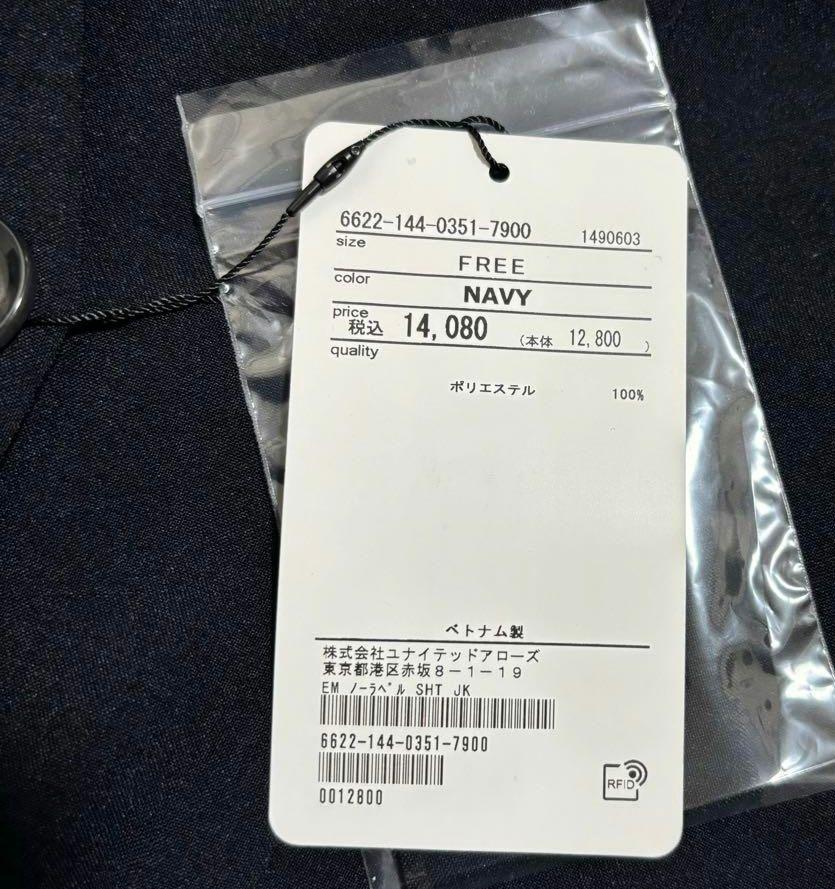 6622-144-0351-7900 1490603
size
FREE
color
NAVY
price
税込 14,080 (本体 12,800 )
quality
ポリエステル 100%
ベトナム製
株式会社ユナイテッドアローズ
東京都港区赤坂8-1-19
EM ノーラペル SHT JK
6622-144-0351-7900
0012800
RFID